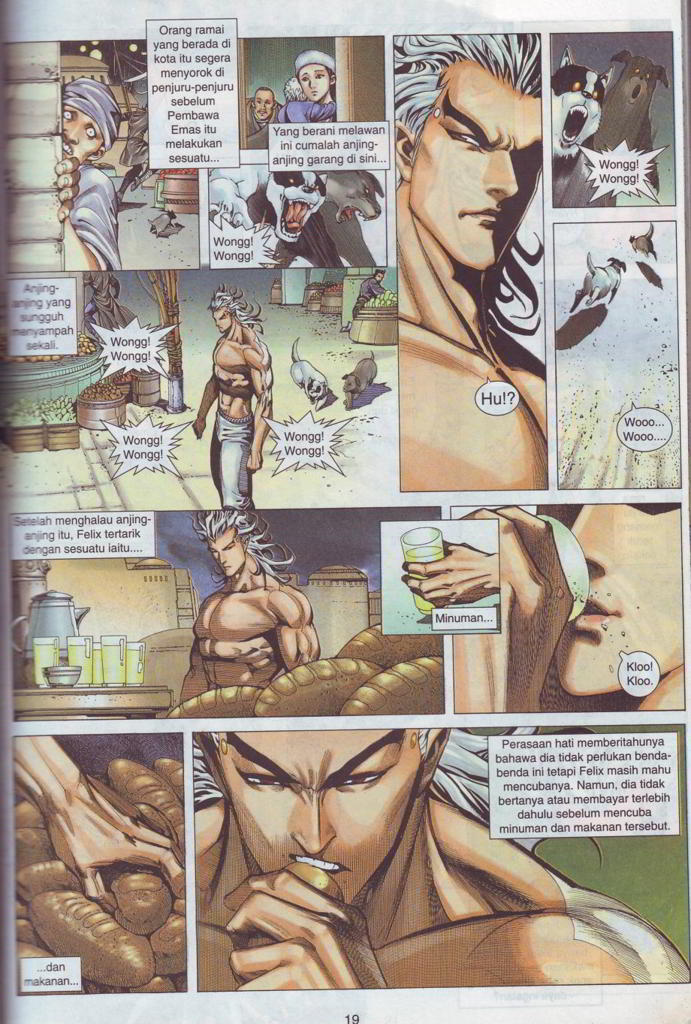 Orang ramai
yang berada di
kota itu segera
menyorok di
penjuru-penjuru
sebelum
Pembawa
Emas itu
melakukan
sesuatu...
Yang berani melawan
ini cumalah anjing-
anjing garang di sini...
Wongg!
Wongg!
Anjing-
anjing yang
sungguh
menyampah
sekali.
Wongg!
Wongg!
Wongg!
Wongg!
Wongg!
Wongg!
Hu!?
Wongg!
Wongg!
Wooo...
Wooo....
Setelah menghalau anjing-
anjing itu, Felix tertarik
dengan sesuatu iaitu....
Minuman...
Kloo!
Kloo.
...dan
makanan...
Perasaan hati memberitahunya
bahawa dia tidak perlukan benda-
benda ini tetapi Felix masih mahu
mencubanya. Namun, dia tidak
bertanya atau membayar terlebih
dahulu sebelum mencuba
minuman dan makanan tersebut.
19